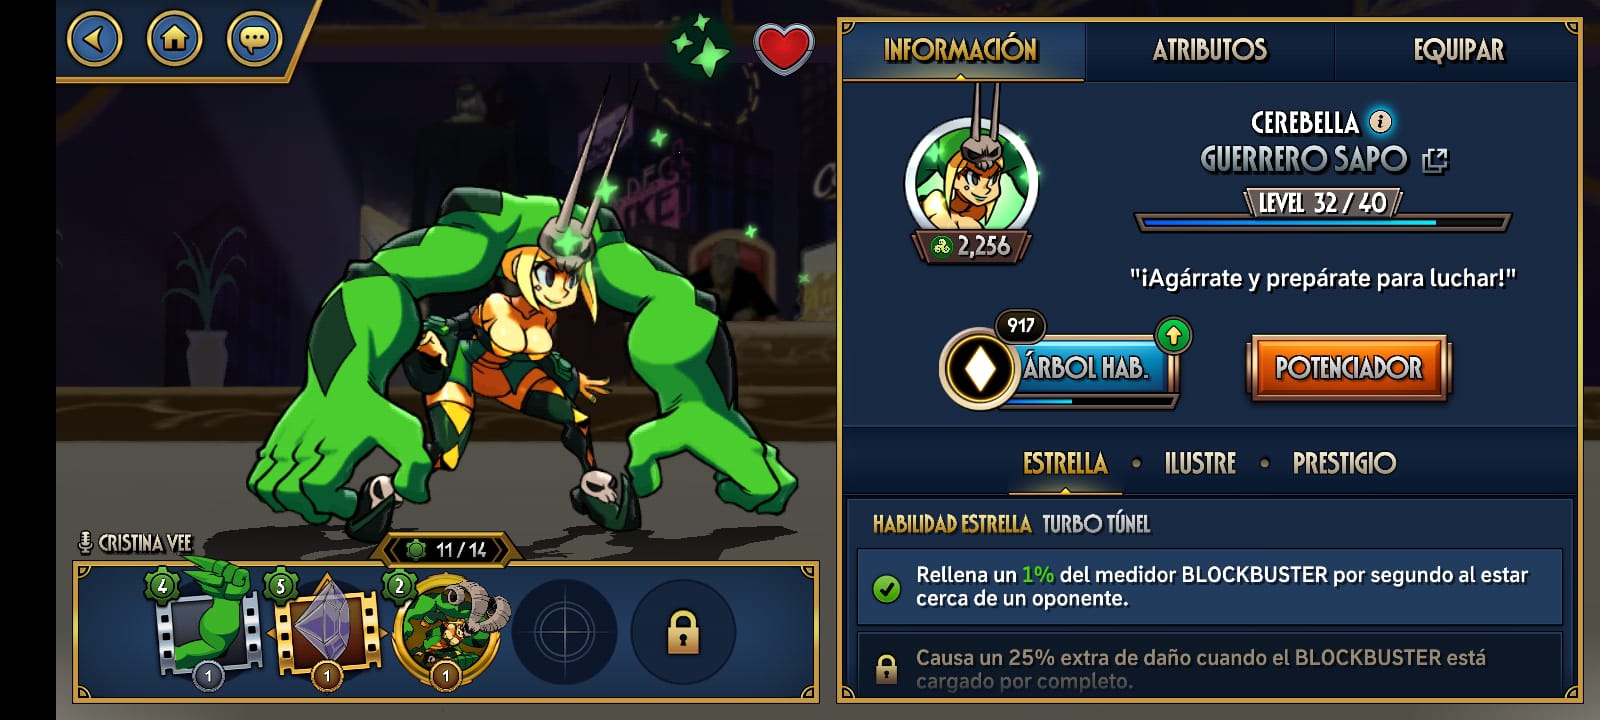 INFORMACIÓN
ATRIBUTOS
EQUIPAR
CEREBELLA
GUERRERO SAPO
LEVEL 32 / 40
2,256
"¡Agárrate y prepárate para luchar!"
917
ÁRBOL HAB.
POTENCIADOR
ESTRELLA • ILUSTRE • PRESTIGIO
HABILIDAD ESTRELLA TURBO TÚNEL
Rellena un 1% del medidor BLOCKBUSTER por segundo al estar
cerca de un oponente.
Causa un 25% extra de daño cuando el BLOCKBUSTER está
cargado por completo.
CRISTINA VEE
11 / 14
4
5
2
1
1
1